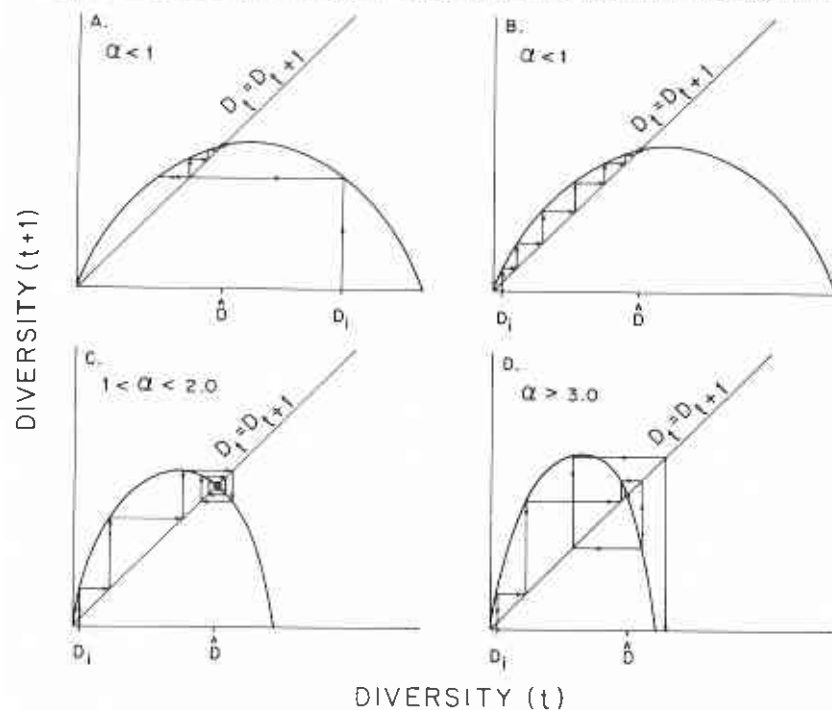 A.
α < 1
D_t = D_t+1
D̂
D_i
B.
α < 1
D_t = D_t+1
D_i
D̂
C.
1 < α < 2.0
D_t = D_t+1
D_i
D̂
D.
α > 3.0
D_t = D_t+1
D_i
D̂
DIVERSITY (t+1)
DIVERSITY (t)